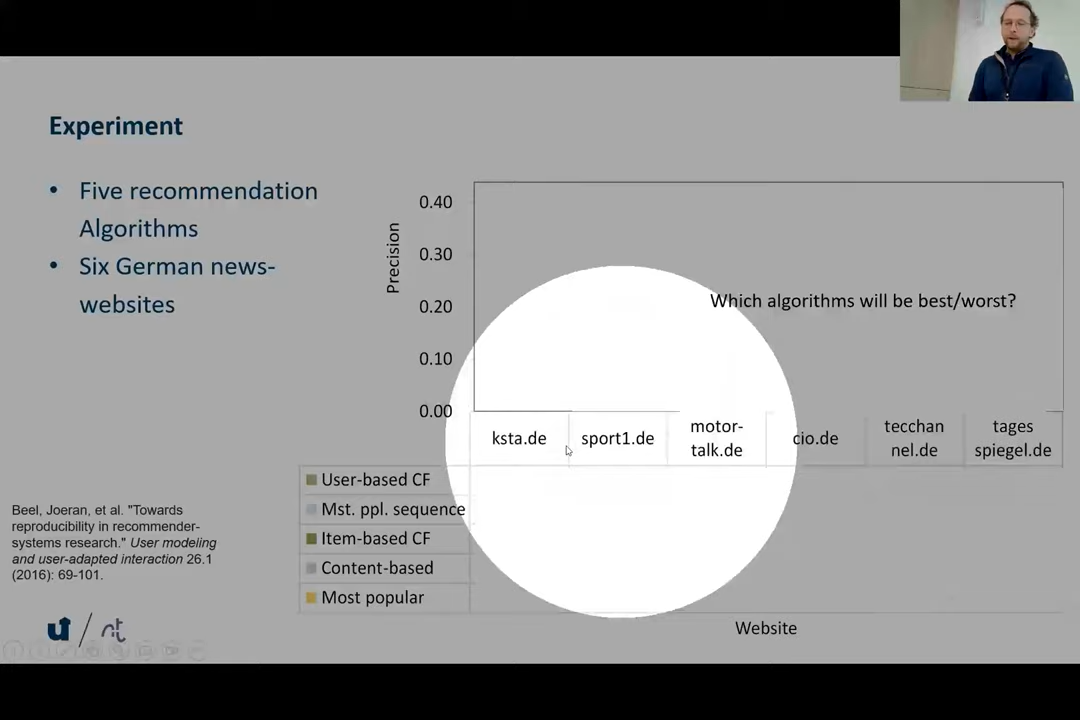 Experiment
• Five recommendation
Algorithms
• Six German news-
websites
Precision
0.40
0.30
0.20
0.10
0.00
Which algorithms will be best/worst?
ksta.de
sport1.de
motor-
talk.de
cio.de
tecchan
nel.de
tages
spiegel.de
User-based CF
Mst. ppl. sequence
Item-based CF
Content-based
Most popular
Website
Beel, Joeran, et al. "Towards
reproducibility in recommender-
systems research." User modeling
and user-adapted interaction 26.1
(2016): 69-101.